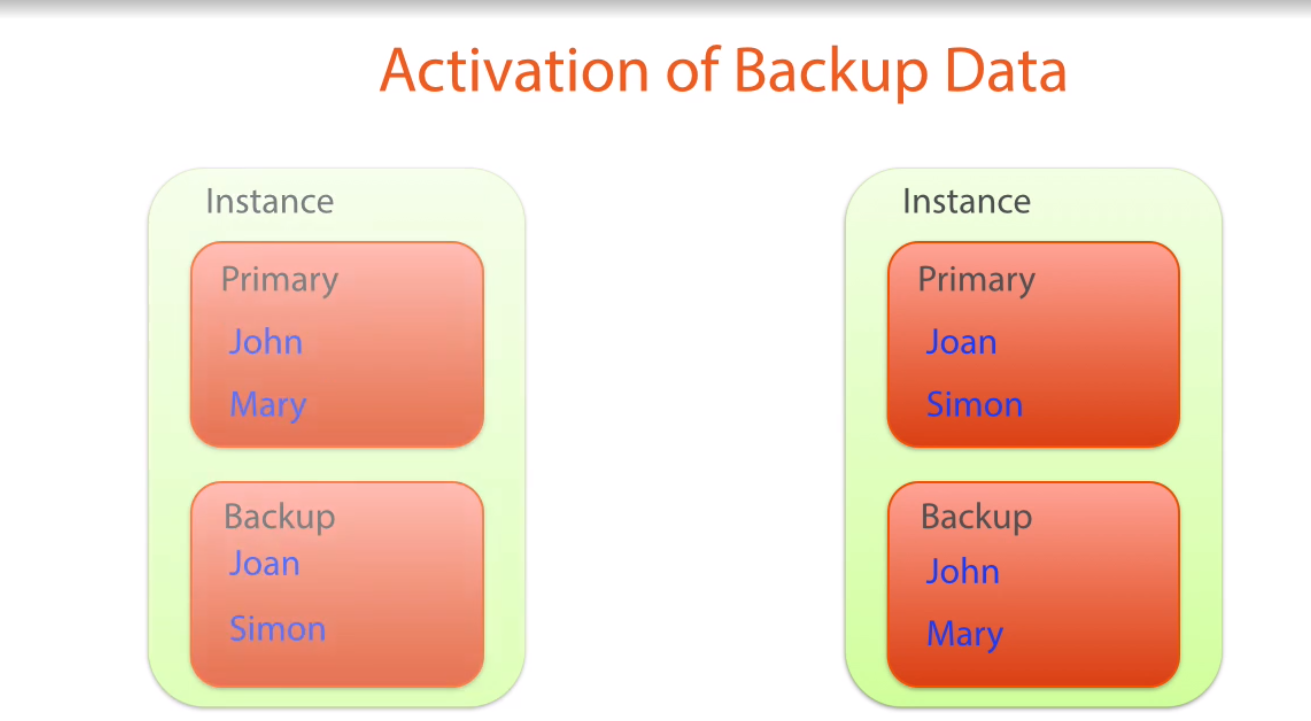 Activation of Backup Data
Instance
Primary
John
Mary
Backup
Joan
Simon
Instance
Primary
Joan
Simon
Backup
John
Mary